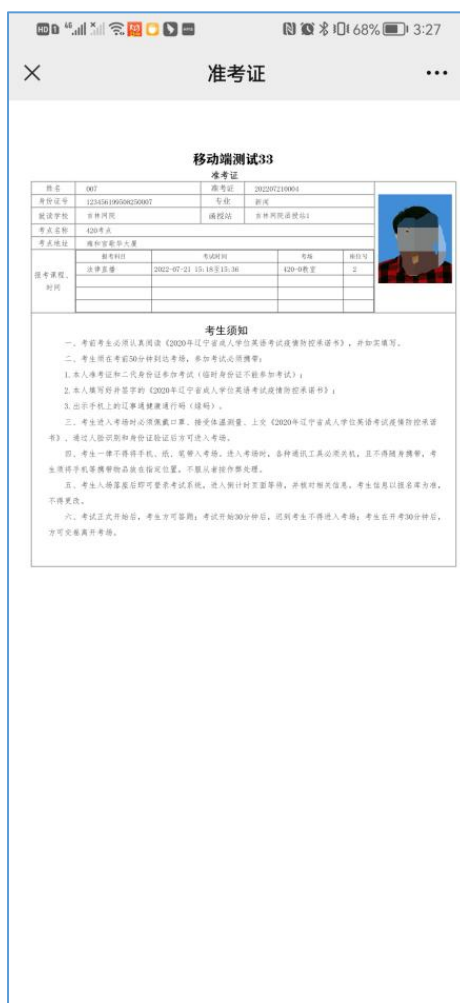 68% 3:27
准考证
移动端测试33
准考证
姓名 007 准考证 202207210004
身份证号 123456199508250007 专业 新闻
就读学校 吉林网院 函授站 吉林网院函授站1
考点名称 420考点
考点地址 雍和宫歌华大厦
报考课程、时间 报考科目 考试时间 考场 座位号
法律直播 2022-07-21 15:18至15:36 420-0教室 2
考生须知
一、考前考生必须认真阅读《2020年辽宁省成人学位英语考试疫情防控承诺书》，并如实填写。
二、考生须在考前50分钟到达考场，参加考试必须携带：
1.本人准考证和二代身份证参加考试（临时身份证不能参加考试）；
2.本人填写好并签字的《2020年辽宁省成人学位英语考试疫情防控承诺书》；
3.出示手机上的辽事通健康通行码（绿码）。
三、考生进入考场时必须佩戴口罩、接受体温测量、上交《2020年辽宁省成人学位英语考试疫情防控承诺
书》、通过人脸识别和身份证验证后方可进入考场。
四、考生一律不得将手机、纸、笔带入考场。进入考场时，各种通讯工具必须关机，且不得随身携带，考
生须将手机等携带物品放在指定位置，不服从者按作弊处理。
五、考生入场落座后即可登录考试系统，进入倒计时页面等待，并核对相关信息，考生信息以报名库为准，
不得更改。
六、考试正式开始后，考生方可答题；考试开始30分钟后，迟到考生不得进入考场；考生在开考30分钟后，
方可交卷离开考场。